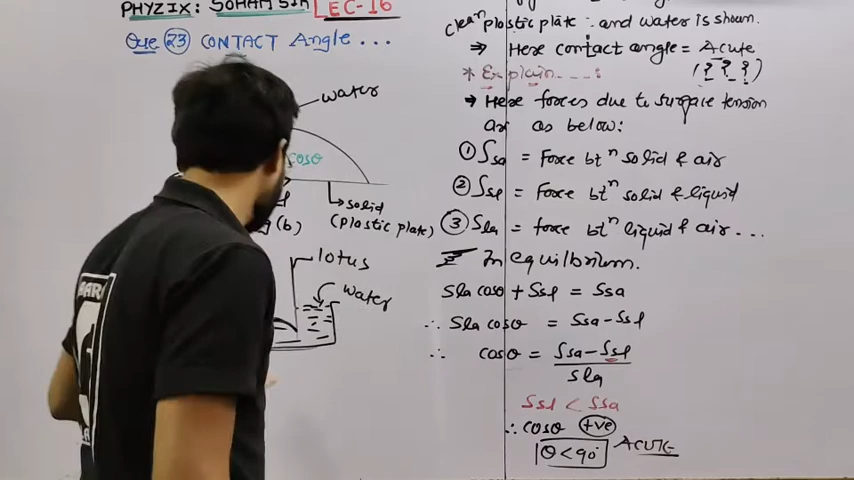 PHYZIX: SOHAM SIR LEC-16
Que 23 CONTACT Angle ...
water
cosθ
solid
(plastic plate)
(b)
lotus
water
clean plastic plate and water is shown.
⇒ Here contact angle = Acute
(? ? ?)
* Explain ... :
→ Here forces due to surface tension
are as below:
① Ssa = Force btn solid & air
② Ssl = Force btn solid & liquid
③ Sla = force btn liquid & air ...
In equilibrium.
Sla cosθ + Ssl = Ssa
∴ Sla cosθ = Ssa - Ssl
∴ cosθ = Ssa - Ssl
Sla
Ssl < Ssa
∴ cosθ +ve
θ < 90° ACUTE